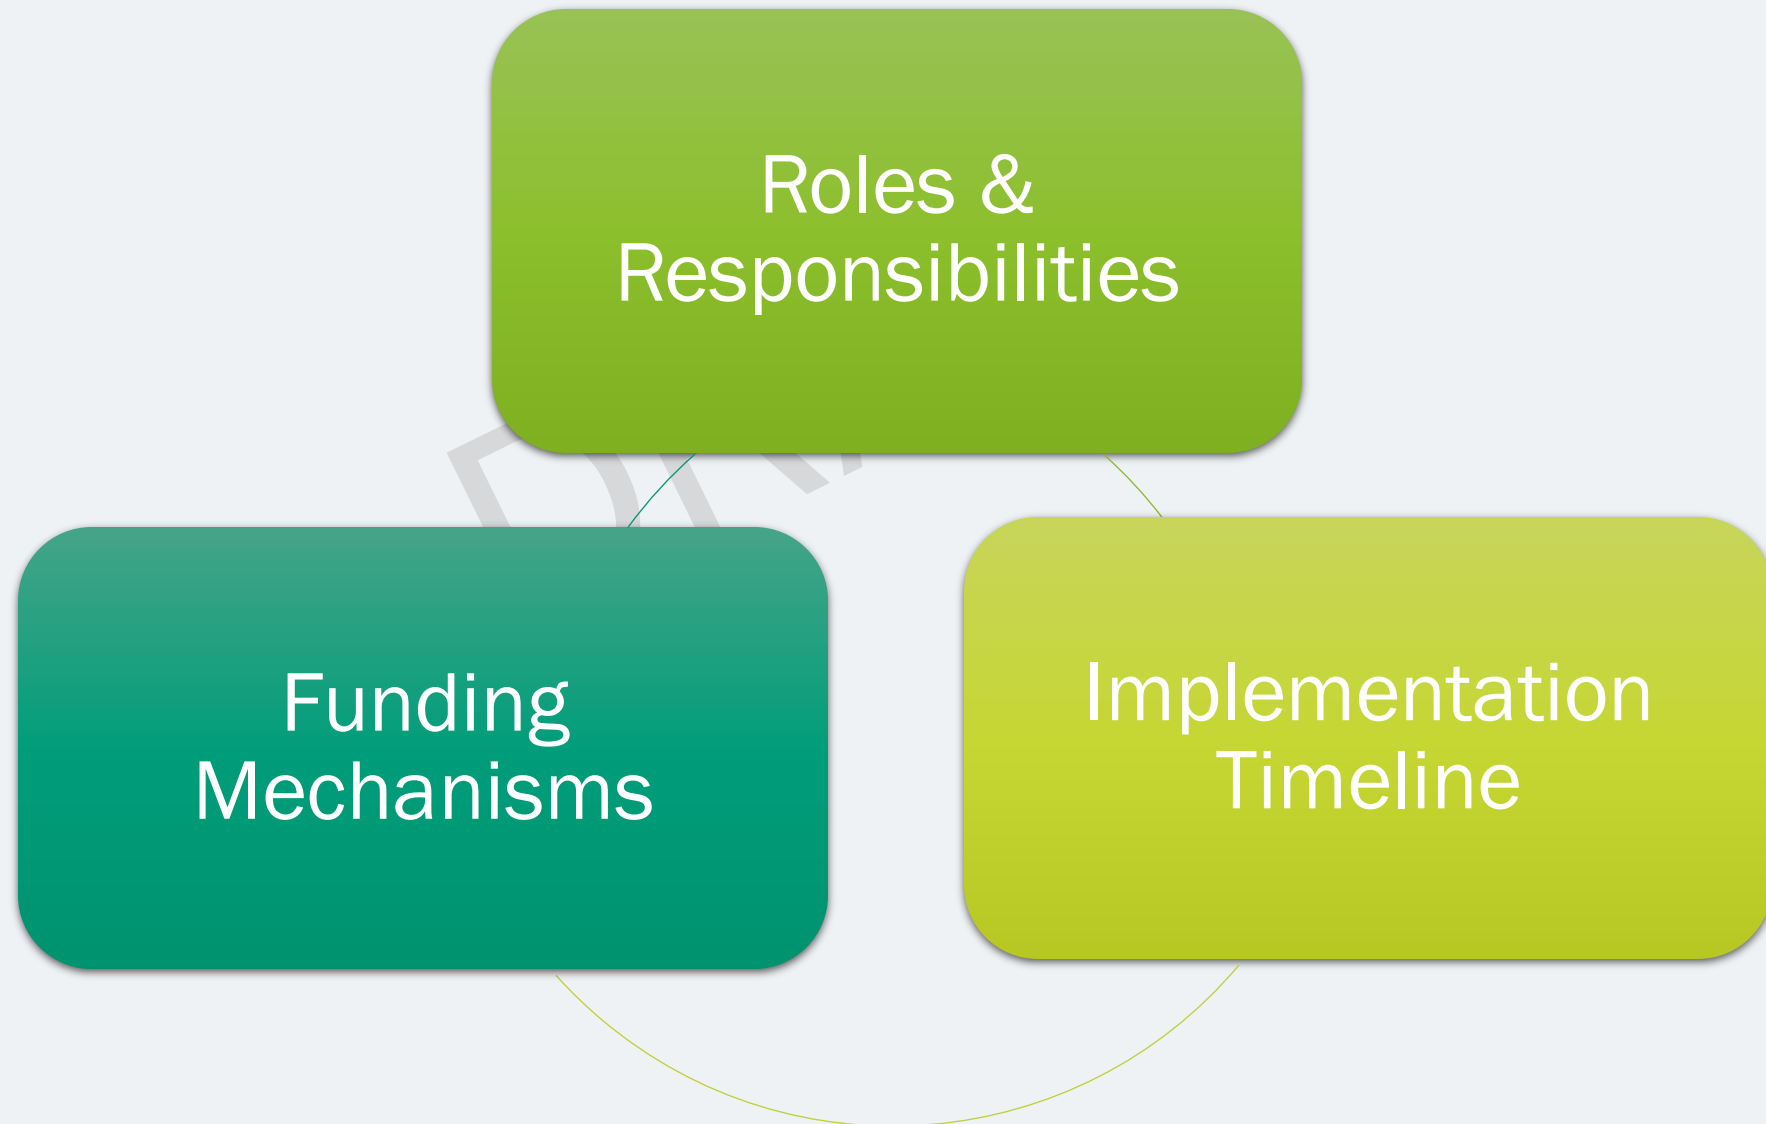 Roles &
Responsibilities
Funding
Mechanisms
Implementation
Timeline